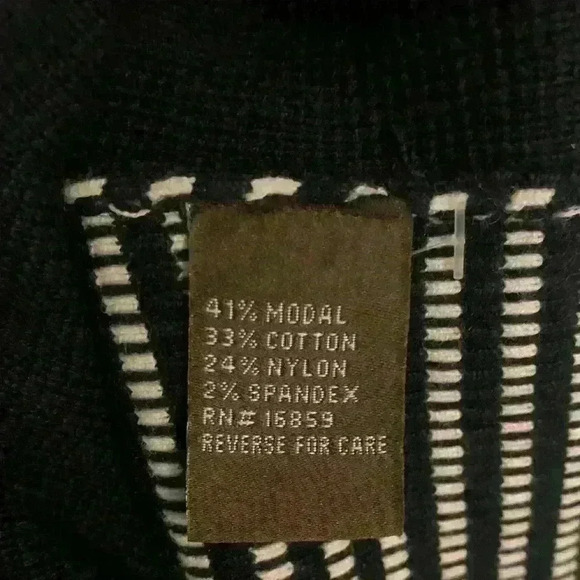 41% MODAL
33% COTTON
24% NYLON
2% SPANDEX
RN# 16859
REVERSE FOR CARE